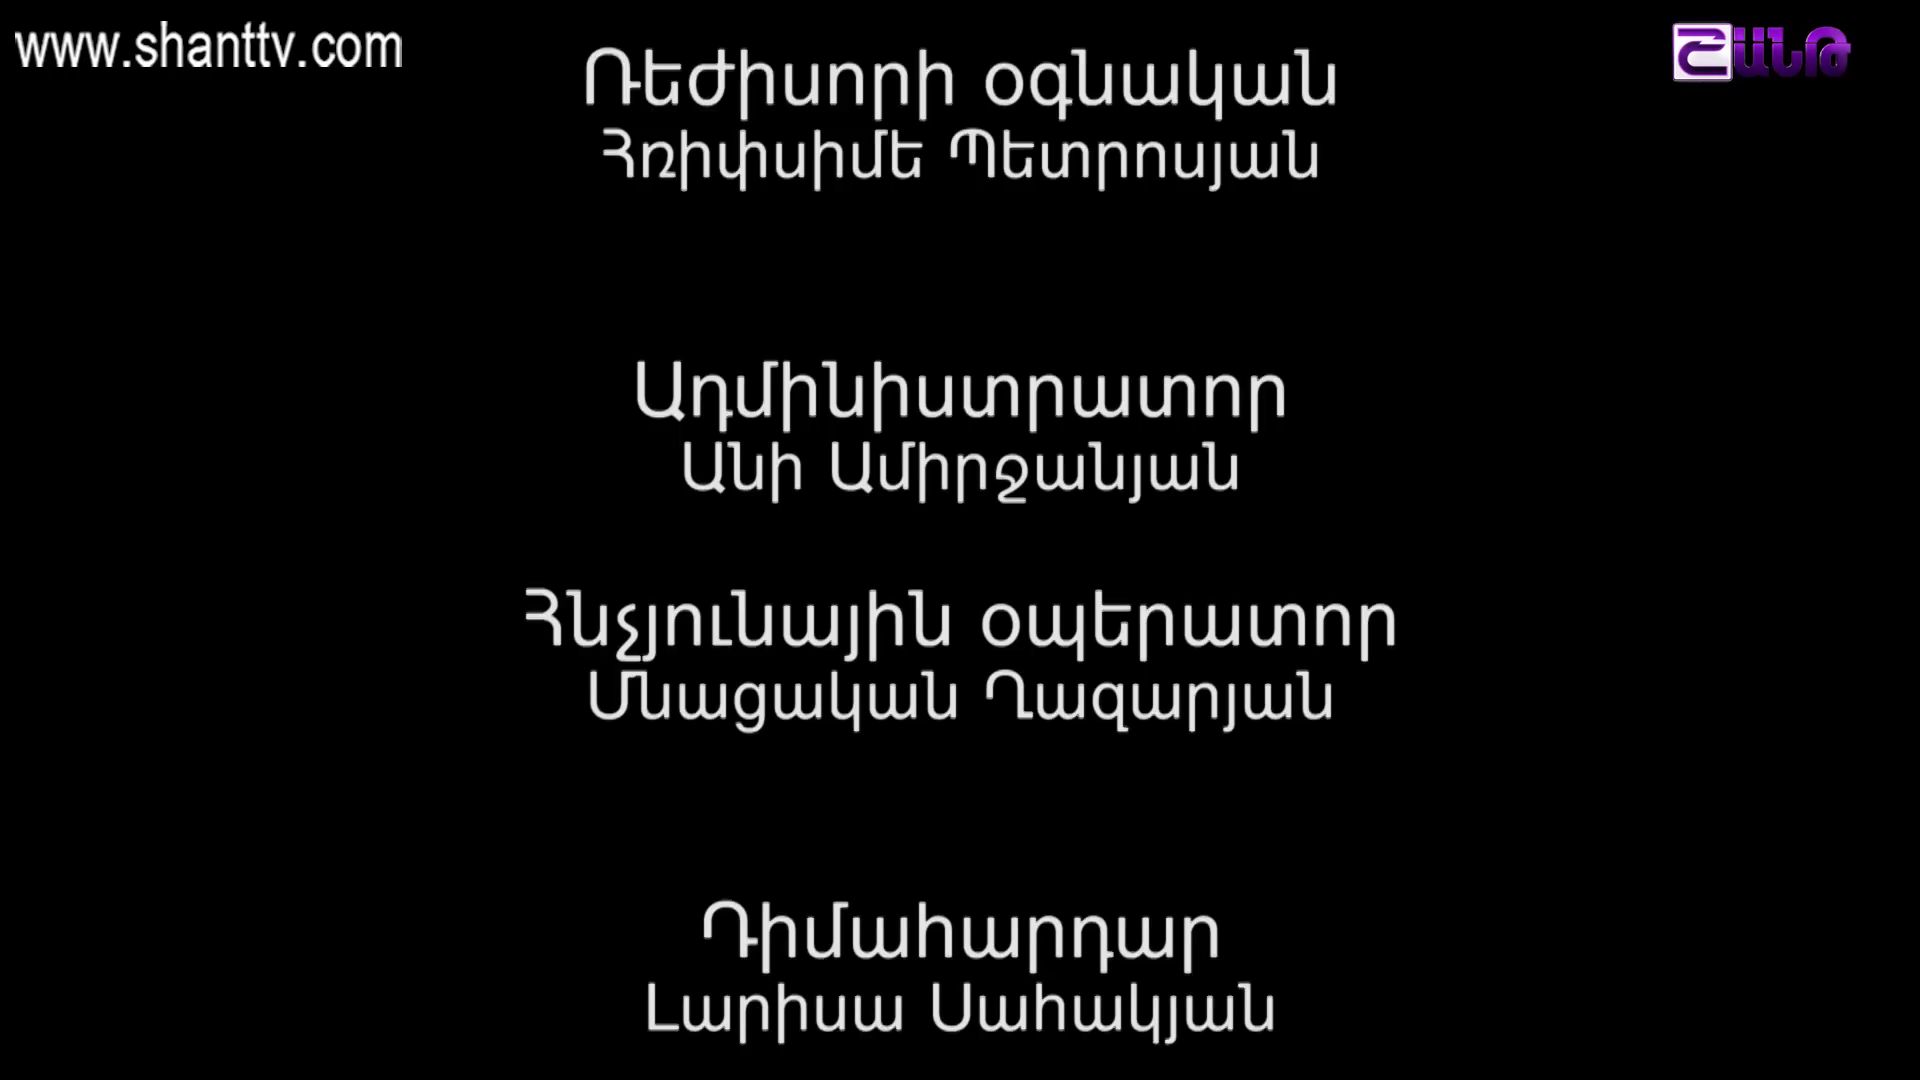 www.shanttv.com
ՇԱՆԹ
Ռեժիսորի օգնական
Հռիփսիմե Պետրոսյան
Ադմինիստրատոր
Անի Ամիրջանյան
Հնչյունային օպերատոր
Մնացական Ղազարյան
Դիմահարդար
Լարիսա Սահակյան